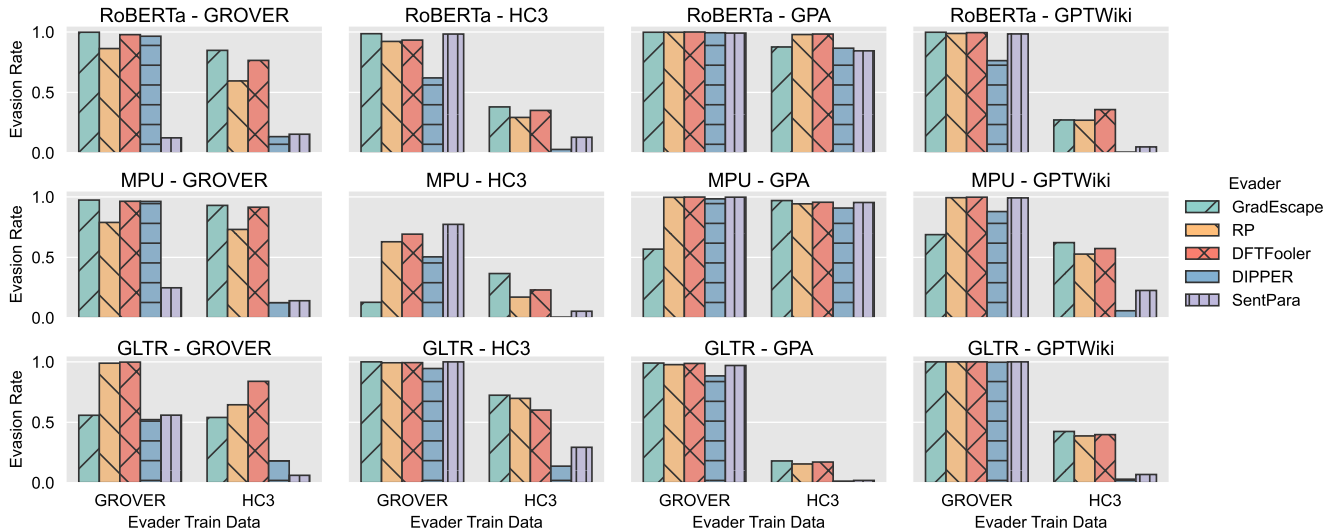 RoBERTa - GROVER
RoBERTa - HC3
RoBERTa - GPA
RoBERTa - GPTWiki
Evasion Rate
1.0
0.5
0.0
MPU - GROVER
MPU - HC3
MPU - GPA
MPU - GPTWiki
Evasion Rate
1.0
0.5
0.0
Evader
GradEscape
RP
DFTFooler
DIPPER
SentPara
GLTR - GROVER
GLTR - HC3
GLTR - GPA
GLTR - GPTWiki
Evasion Rate
1.0
0.5
0.0
GROVER HC3
GROVER HC3
GROVER HC3
GROVER HC3
Evader Train Data
Evader Train Data
Evader Train Data
Evader Train Data